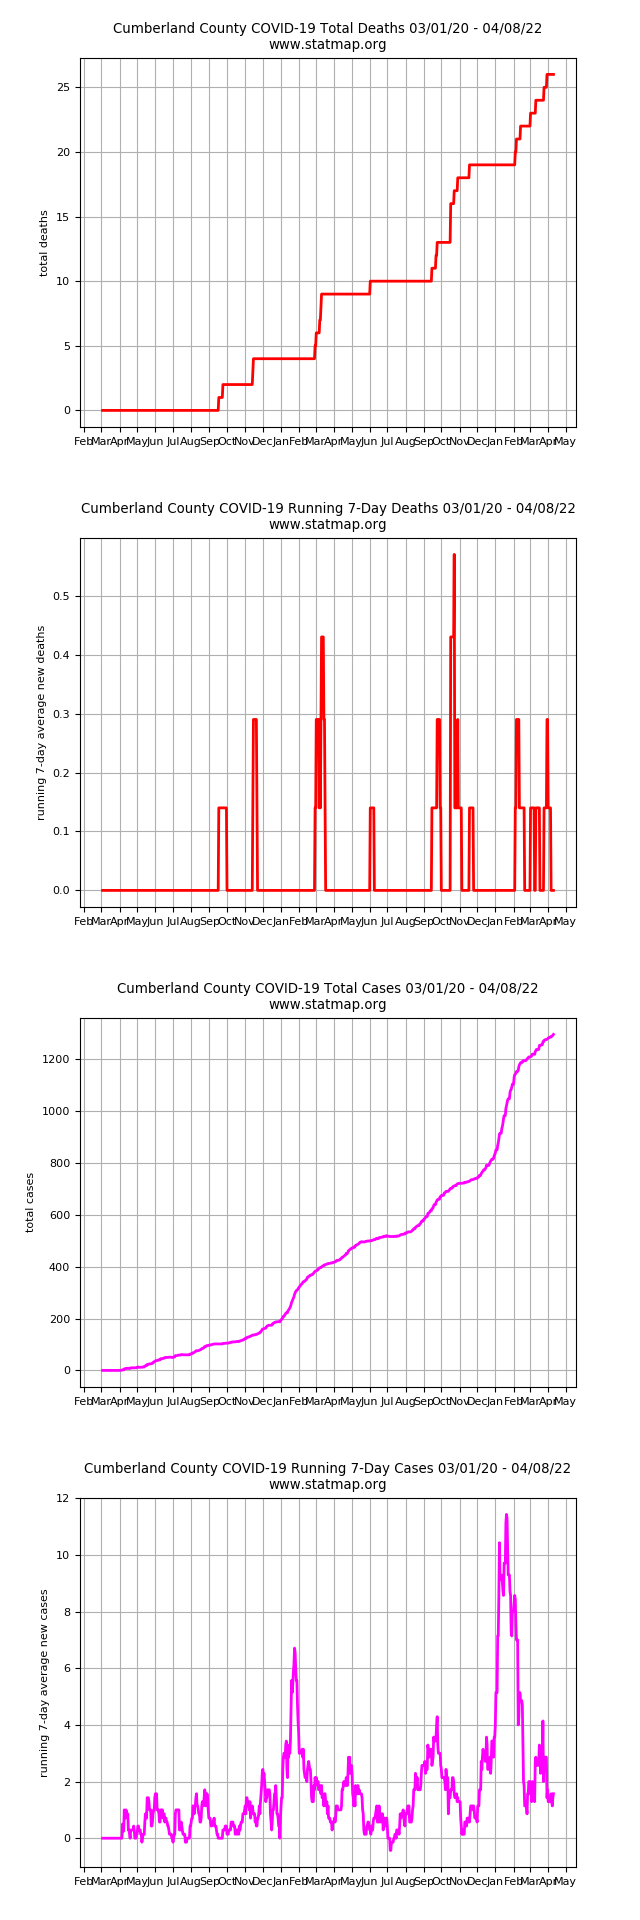 Cumberland County COVID-19 Total Deaths 03/01/20 - 04/08/22
www.statmap.org
25
20
15
10
5
0
total deaths
Feb Mar Apr May Jun Jul Aug Sep Oct Nov Dec Jan Feb Mar Apr May Jun Jul Aug Sep Oct Nov Dec Jan Feb Mar Apr May
Cumberland County COVID-19 Running 7-Day Deaths 03/01/20 - 04/08/22
www.statmap.org
0.5
0.4
0.3
0.2
0.1
0.0
running 7-day average new deaths
Feb Mar Apr May Jun Jul Aug Sep Oct Nov Dec Jan Feb Mar Apr May Jun Jul Aug Sep Oct Nov Dec Jan Feb Mar Apr May
Cumberland County COVID-19 Total Cases 03/01/20 - 04/08/22
www.statmap.org
1200
1000
800
600
400
200
0
total cases
Feb Mar Apr May Jun Jul Aug Sep Oct Nov Dec Jan Feb Mar Apr May Jun Jul Aug Sep Oct Nov Dec Jan Feb Mar Apr May
Cumberland County COVID-19 Running 7-Day Cases 03/01/20 - 04/08/22
www.statmap.org
12
10
8
6
4
2
0
running 7-day average new cases
Feb Mar Apr May Jun Jul Aug Sep Oct Nov Dec Jan Feb Mar Apr May Jun Jul Aug Sep Oct Nov Dec Jan Feb Mar Apr May